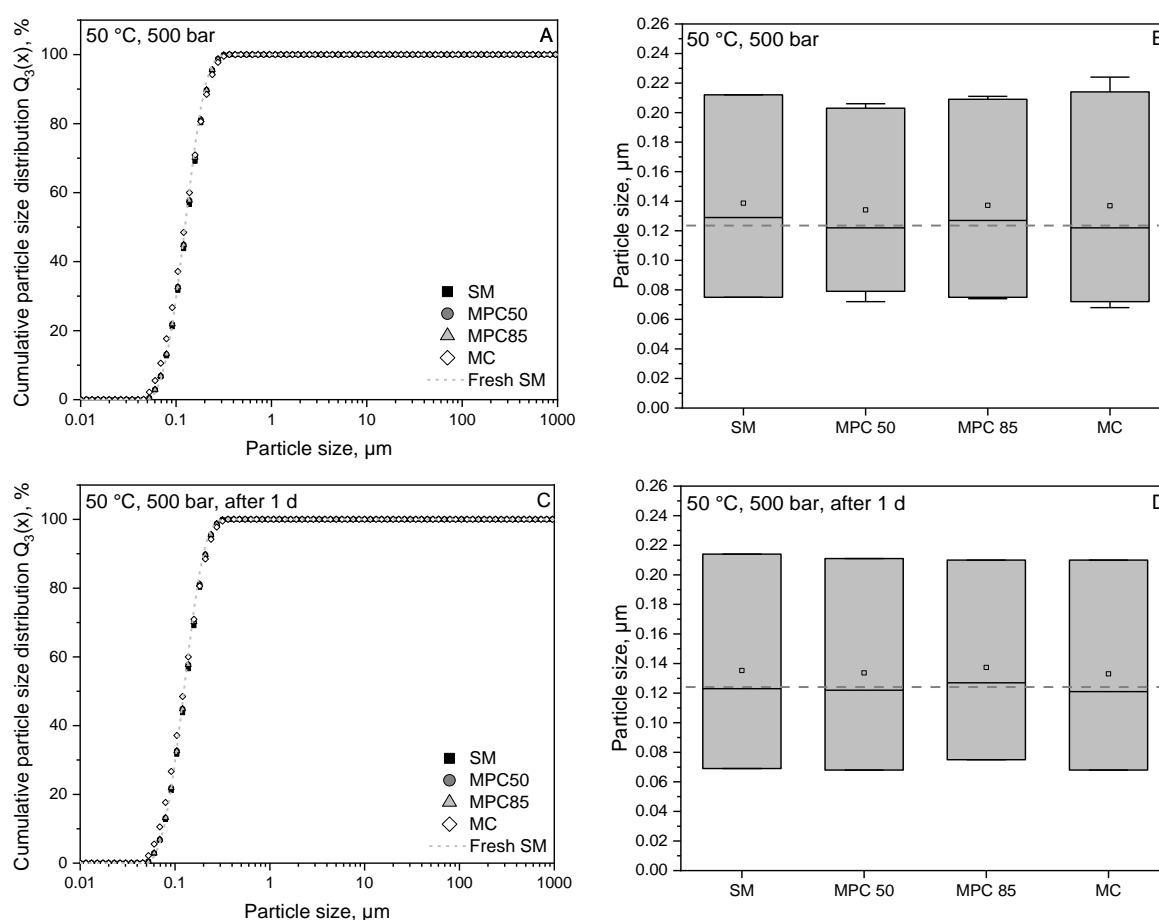 50 °C, 500 bar
A
Cumulative particle size distribution Q3(x), %
100
80
60
40
20
0
SM
MPC50
MPC85
MC
Fresh SM
0.01 0.1 1 10 100 1000
Particle size, µm
50 °C, 500 bar
Particle size, µm
0.26
0.24
0.22
0.20
0.18
0.16
0.14
0.12
0.10
0.08
0.06
0.04
0.02
0.00
SM MPC 50 MPC 85 MC
50 °C, 500 bar, after 1 d
C
Cumulative particle size distribution Q3(x), %
100
80
60
40
20
0
SM
MPC50
MPC85
MC
Fresh SM
0.01 0.1 1 10 100 1000
Particle size, µm
50 °C, 500 bar, after 1 d
Particle size, µm
0.26
0.24
0.22
0.20
0.18
0.16
0.14
0.12
0.10
0.08
0.06
0.04
0.02
0.00
SM MPC 50 MPC 85 MC